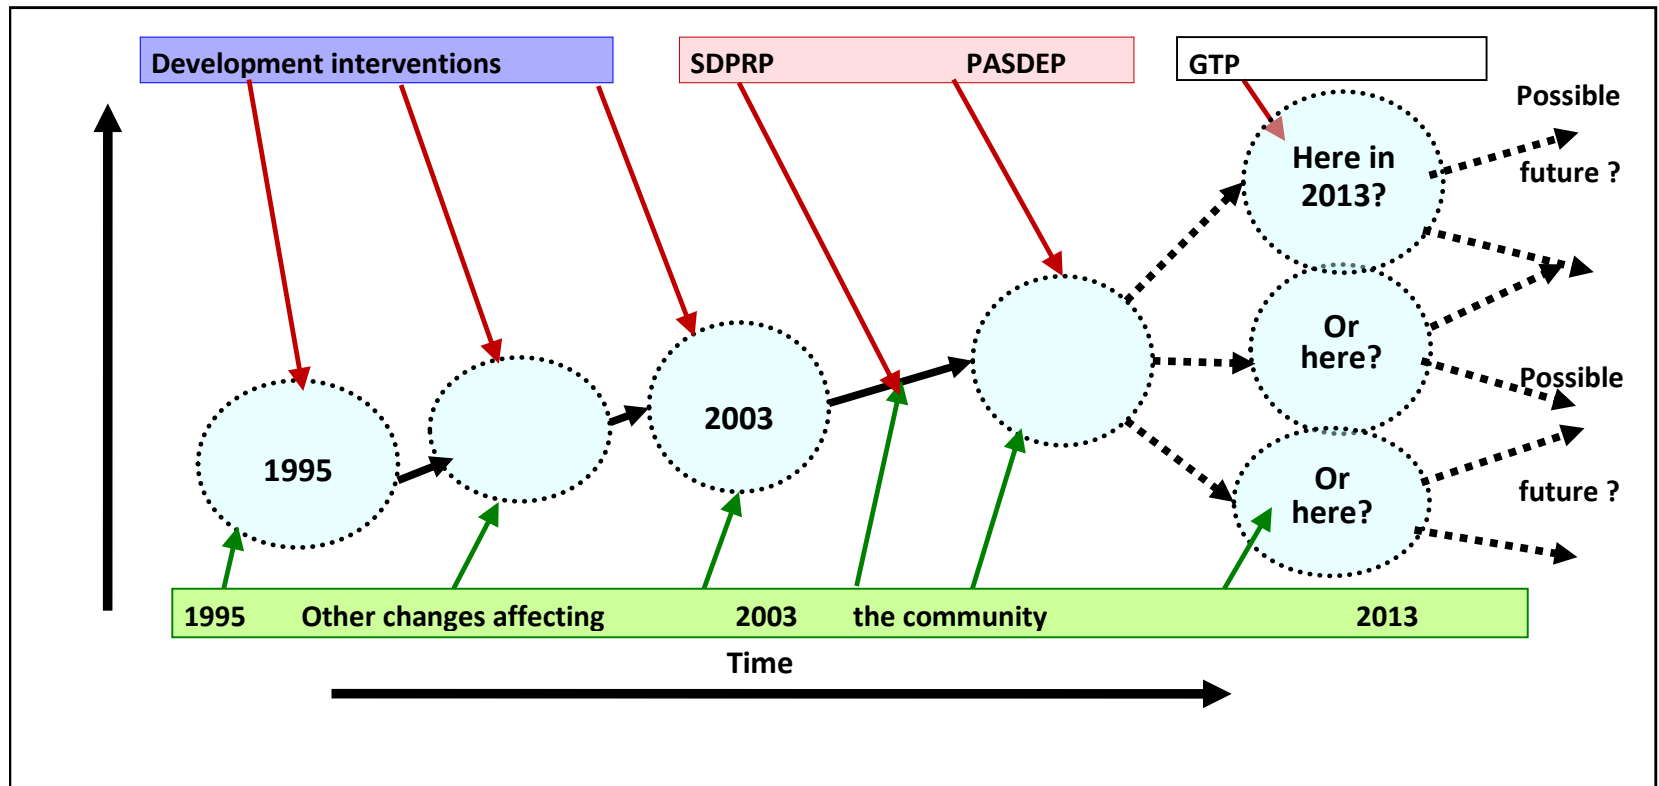 Development interventions
SDPRP PASDEP
GTP
Possible
future ?
Here in
2013?
Or
here?
Possible
future ?
Or
here?
2003
1995
1995 Other changes affecting 2003 the community 2013
Time